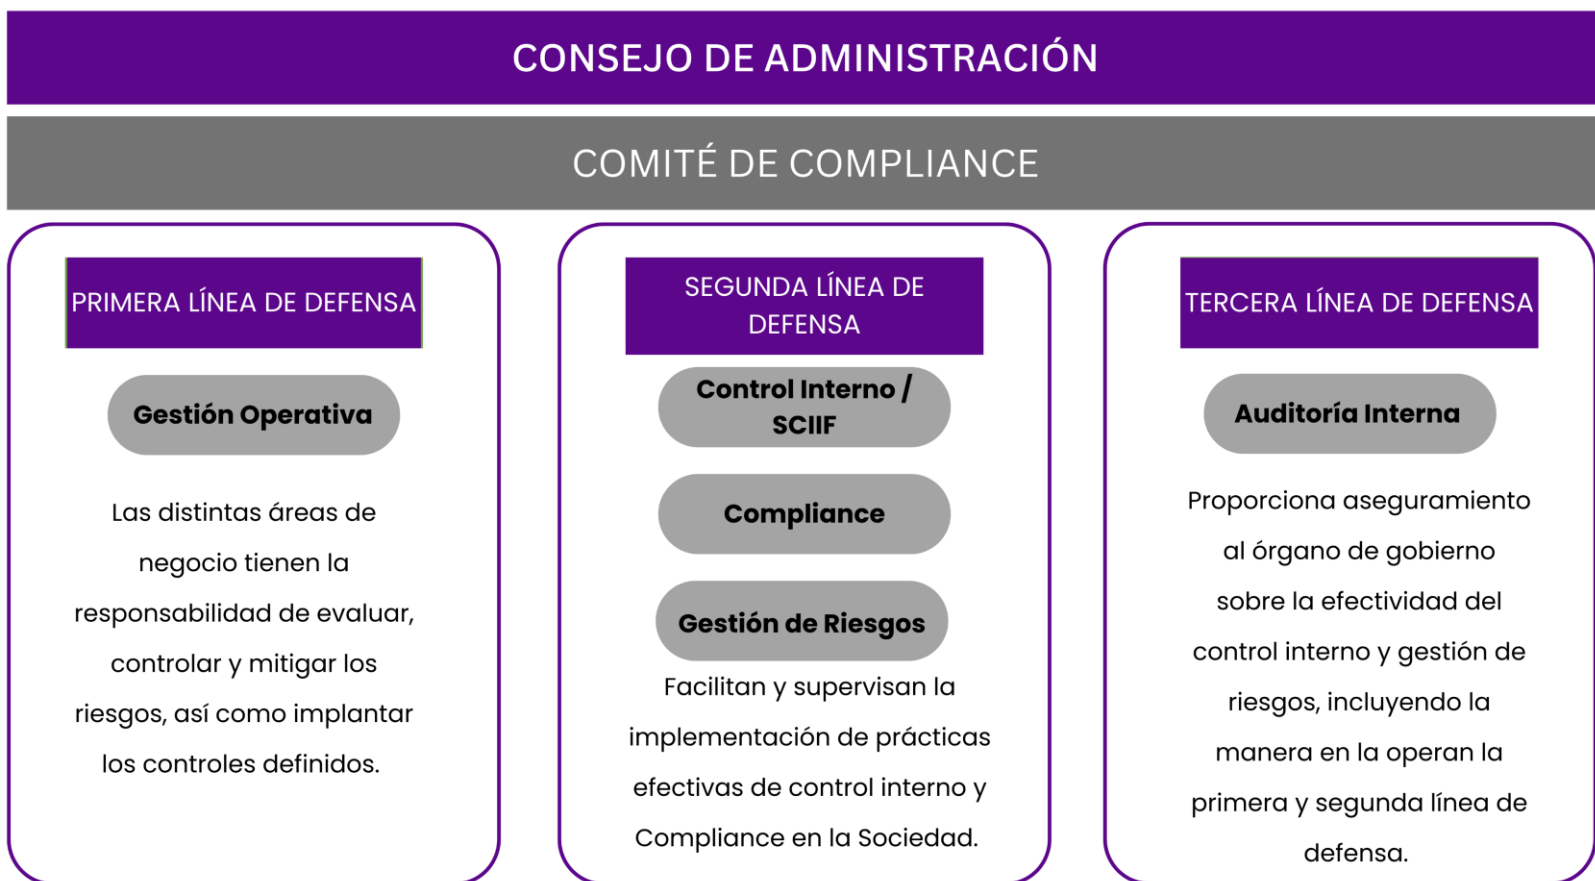 CONSEJO DE ADMINISTRACIÓN
COMITÉ DE COMPLIANCE
PRIMERA LÍNEA DE DEFENSA
Gestión Operativa
Las distintas áreas de
negocio tienen la
responsabilidad de evaluar,
controlar y mitigar los
riesgos, así como implantar
los controles definidos.
SEGUNDA LÍNEA DE
DEFENSA
Control Interno /
SCIIF
Compliance
Gestión de Riesgos
Facilitan y supervisan la
implementación de prácticas
efectivas de control interno y
Compliance en la Sociedad.
TERCERA LÍNEA DE DEFENSA
Auditoría Interna
Proporciona aseguramiento
al órgano de gobierno
sobre la efectividad del
control interno y gestión de
riesgos, incluyendo la
manera en la operan la
primera y segunda línea de
defensa.